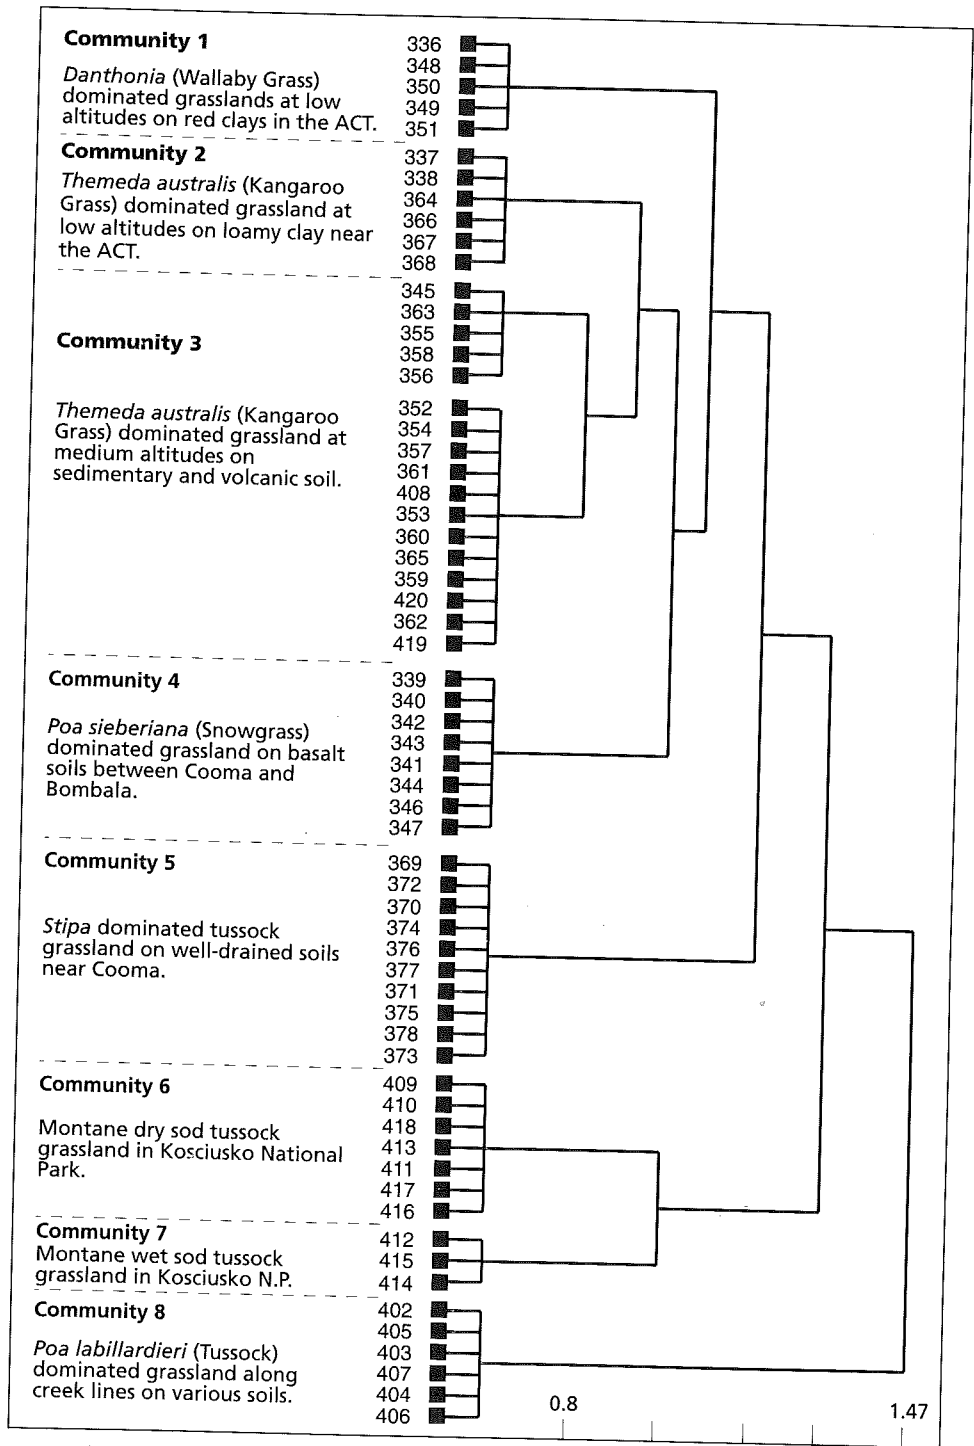 Community 1
Danthonia (Wallaby Grass)
dominated grasslands at low
altitudes on red clays in the ACT.
336
348
350
349
351
Community 2
Themeda australis (Kangaroo
Grass) dominated grassland at
low altitudes on loamy clay near
the ACT.
337
338
364
366
367
368
Community 3
Themeda australis (Kangaroo
Grass) dominated grassland at
medium altitudes on
sedimentary and volcanic soil.
345
363
355
358
356
352
354
357
361
408
353
360
365
359
420
362
419
Community 4
Poa sieberiana (Snowgrass)
dominated grassland on basalt
soils between Cooma and
Bombala.
339
340
342
343
341
344
346
347
Community 5
Stipa dominated tussock
grassland on well-drained soils
near Cooma.
369
372
370
374
376
377
371
375
378
373
Community 6
Montane dry sod tussock
grassland in Kosciusko National
Park.
409
410
418
413
411
417
416
Community 7
Montane wet sod tussock
grassland in Kosciusko N.P.
412
415
414
Community 8
Poa labillardieri (Tussock)
dominated grassland along
creek lines on various soils.
402
405
403
407
404
406
0.8
1.47